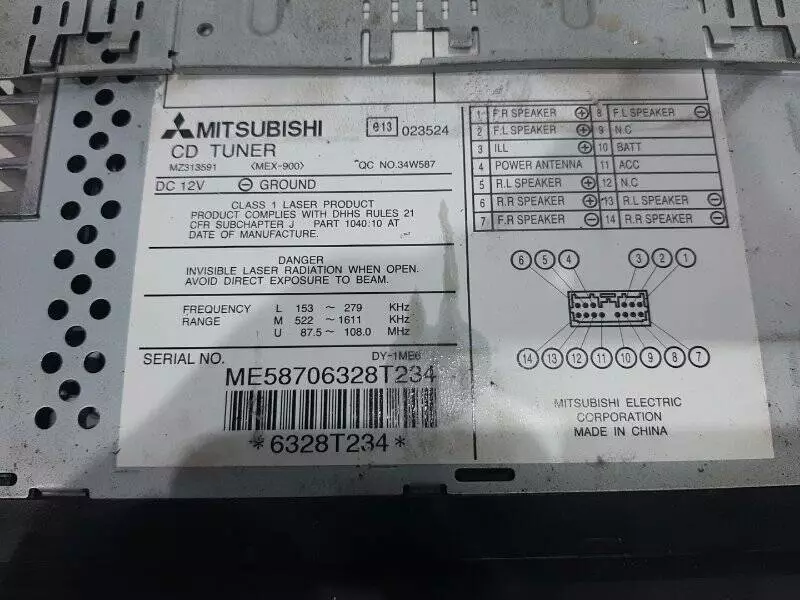 MITSUBISHI
e13 023524
CD TUNER
MZ313591 <MEX-900> QC NO.34W587
DC 12V ⊖ GROUND
CLASS 1 LASER PRODUCT
PRODUCT COMPLIES WITH DHHS RULES 21
CFR SUBCHAPTER J PART 1040:10 AT
DATE OF MANUFACTURE.
DANGER
INVISIBLE LASER RADIATION WHEN OPEN.
AVOID DIRECT EXPOSURE TO BEAM.
FREQUENCY L 153 ~ 279 KHz
RANGE M 522 ~ 1611 KHz
U 87.5 ~ 108.0 MHz
SERIAL NO. DY-1ME6
ME58706328T234
*6328T234*
1 F.R SPEAKER ⊕ 8 F.L SPEAKER ⊖
2 F.L SPEAKER ⊕ 9 N.C
3 ILL 10 BATT
4 POWER ANTENNA 11 ACC
5 R.L SPEAKER ⊕ 12 N.C
6 R.R SPEAKER ⊕ 13 R.L SPEAKER ⊖
7 F.R SPEAKER ⊖ 14 R.R SPEAKER ⊖
6 5 4 3 2 1
14 13 12 11 10 9 8 7
MITSUBISHI ELECTRIC
CORPORATION
MADE IN CHINA